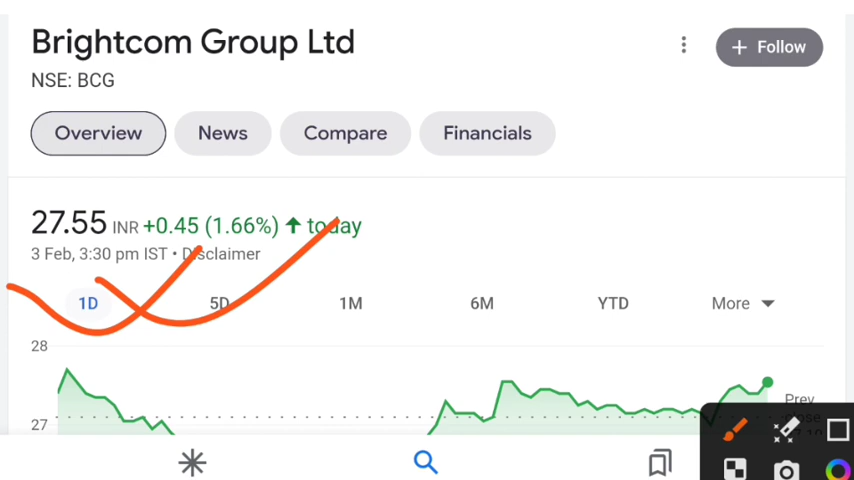 Brightcom Group Ltd
+ Follow
NSE: BCG
Overview
News
Compare
Financials
27.55 INR +0.45 (1.66%) ↑ today
3 Feb, 3:30 pm IST • Disclaimer
1D 5D 1M 6M YTD More
28
27
Prev
close